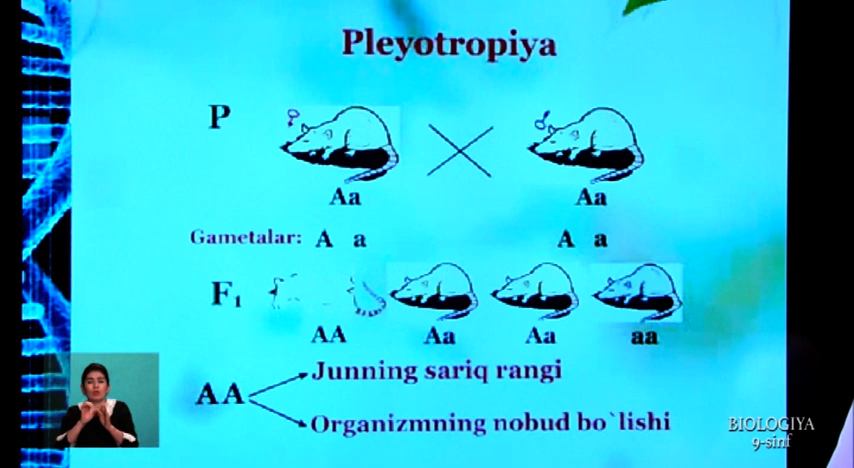 Pleyotropiya
P
Aa Aa
Gametalar: A a A a
F₁
AA Aa Aa aa
AA
Junning sariq rangi
Organizmning nobud bo`lishi
BIOLOGIYA
9-sinf